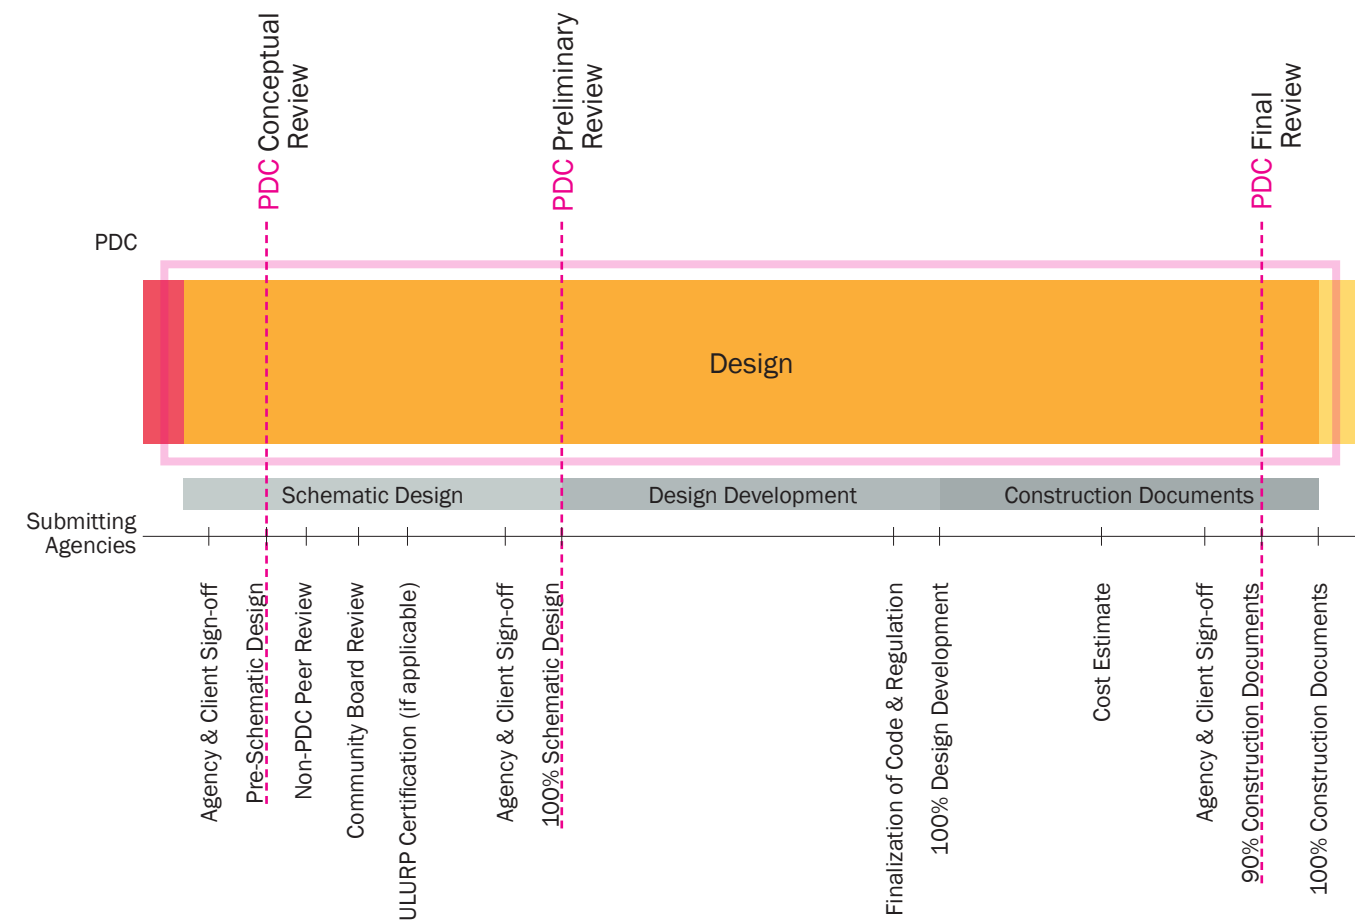 PDC Conceptual
Review
PDC Preliminary
Review
PDC Final
Review
PDC
Design
Schematic Design
Design Development
Construction Documents
Submitting
Agencies
Agency & Client Sign-off
Pre-Schematic Design
Non-PDC Peer Review
Community Board Review
ULURP Certification (if applicable)
Agency & Client Sign-off
100% Schematic Design
Finalization of Code & Regulation
100% Design Development
Cost Estimate
Agency & Client Sign-off
90% Construction Documents
100% Construction Documents